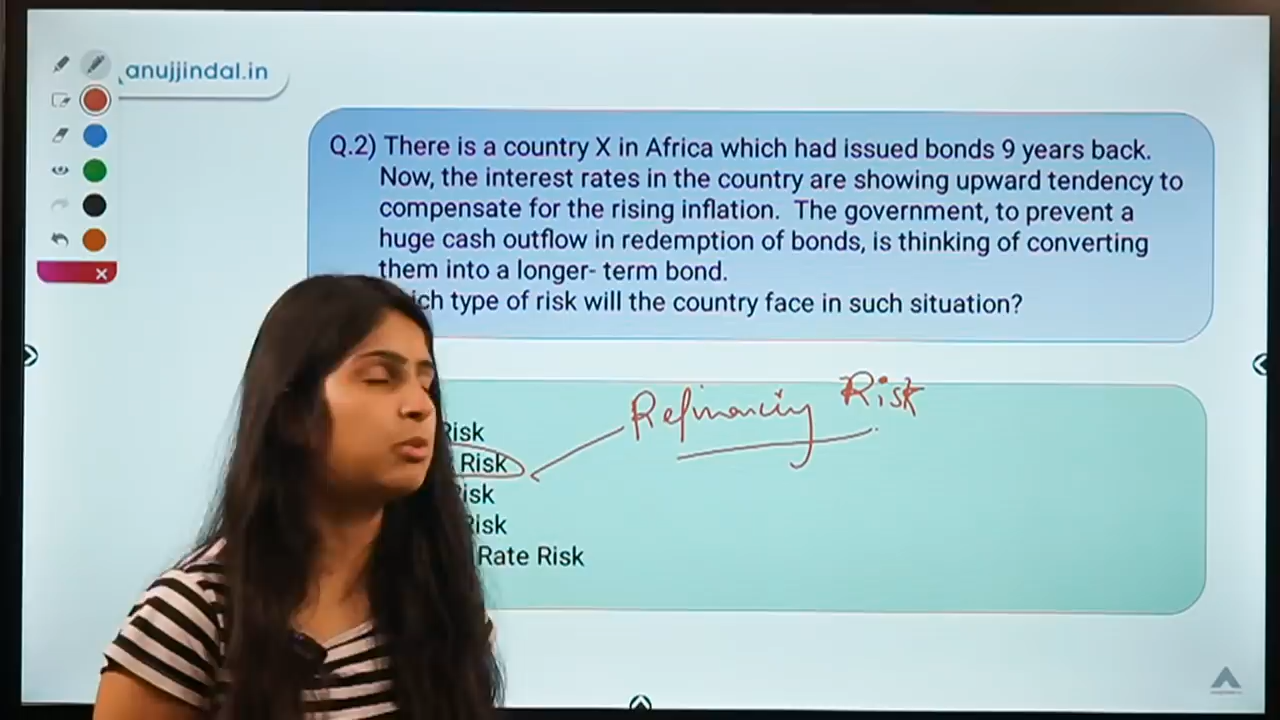 anujjindal.in
Q.2) There is a country X in Africa which had issued bonds 9 years back.
Now, the interest rates in the country are showing upward tendency to
compensate for the rising inflation. The government, to prevent a
huge cash outflow in redemption of bonds, is thinking of converting
them into a longer- term bond.
type of risk will the country face in such situation?
Refinancing Risk
Risk
Risk
Risk
Risk
Rate Risk